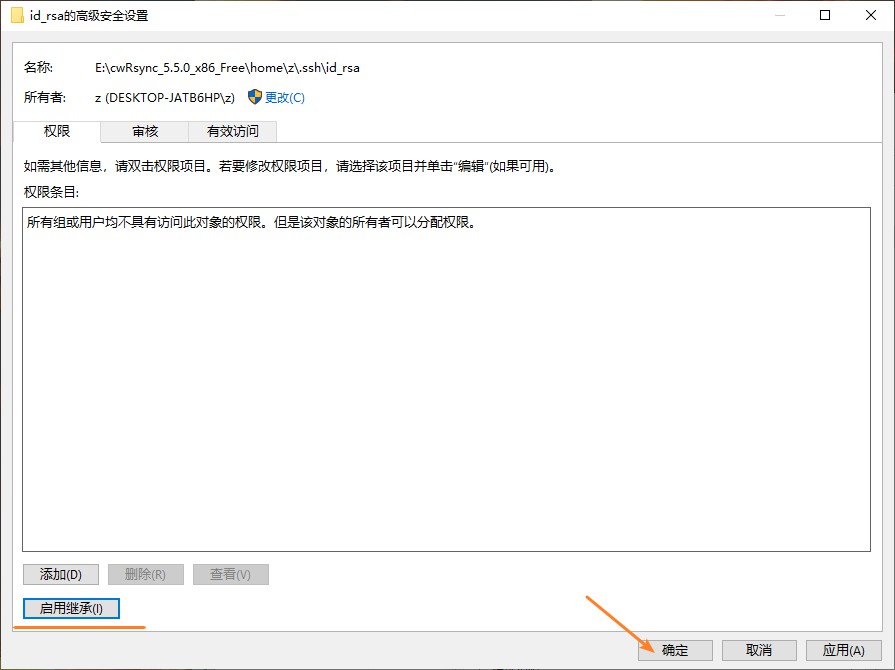 id_rsa的高级安全设置
名称: E:\cwRsync_5.5.0_x86_Free\home\z\.ssh\id_rsa
所有者: z (DESKTOP-JATB6HP\z) 更改(C)
权限 审核 有效访问
如需其他信息，请双击权限项目。若要修改权限项目，请选择该项目并单击“编辑”(如果可用)。
权限条目:
所有组或用户均不具有访问此对象的权限。但是该对象的所有者可以分配权限。
添加(D) 删除(R) 查看(V)
启用继承(I)
确定 取消 应用(A)